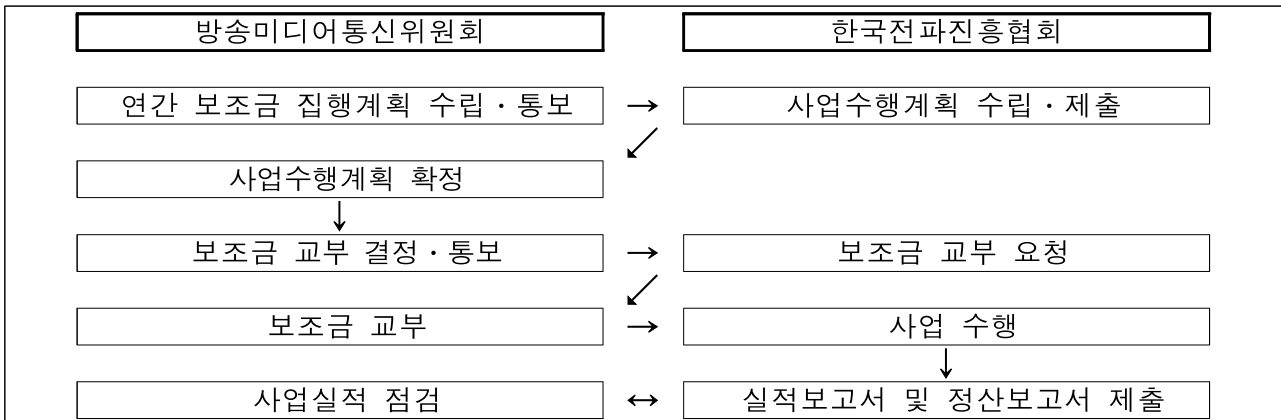 방송미디어통신위원회 한국전파진흥협회
연간 보조금 집행계획 수립·통보 → 사업수행계획 수립·제출
↙
사업수행계획 확정
↓
보조금 교부 결정·통보 → 보조금 교부 요청
↙
보조금 교부 → 사업 수행
↓
사업실적 점검 ↔ 실적보고서 및 정산보고서 제출